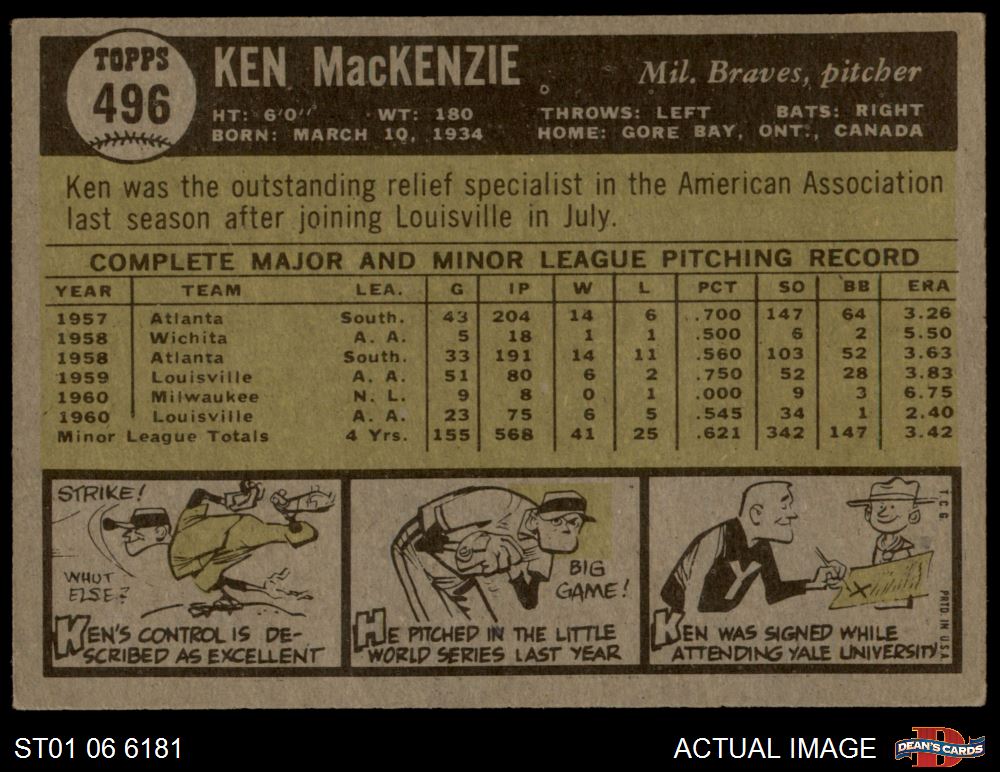 TOPPS
496
KEN MacKENZIE
Mil. Braves, pitcher
HT: 6'0" WT: 180 THROWS: LEFT BATS: RIGHT
BORN: MARCH 10, 1934 HOME: GORE BAY, ONT., CANADA
Ken was the outstanding relief specialist in the American Association
last season after joining Louisville in July.
COMPLETE MAJOR AND MINOR LEAGUE PITCHING RECORD
YEAR TEAM LEA. G IP W L PCT SO BB ERA
1957 Atlanta South. 43 204 14 6 .700 147 64 3.26
1958 Wichita A. A. 5 18 1 1 .500 6 2 5.50
1958 Atlanta South. 33 191 14 11 .560 103 52 3.63
1959 Louisville A. A. 51 80 6 2 .750 52 28 3.83
1960 Milwaukee N. L. 9 8 0 1 .000 9 3 6.75
1960 Louisville A. A. 23 75 6 5 .545 34 1 2.40
Minor League Totals 4 Yrs. 155 568 41 25 .621 342 147 3.42
STRIKE!
WHUT
ELSE?
KEN'S CONTROL IS DE-
SCRIBED AS EXCELLENT
BIG
GAME!
HE PITCHED IN THE LITTLE
WORLD SERIES LAST YEAR
Y
X
KEN WAS SIGNED WHILE
ATTENDING YALE UNIVERSITY
T.C.G.
PRTD. IN U.S.A.
ST01 06 6181
ACTUAL IMAGE
D
DEAN'S CARDS